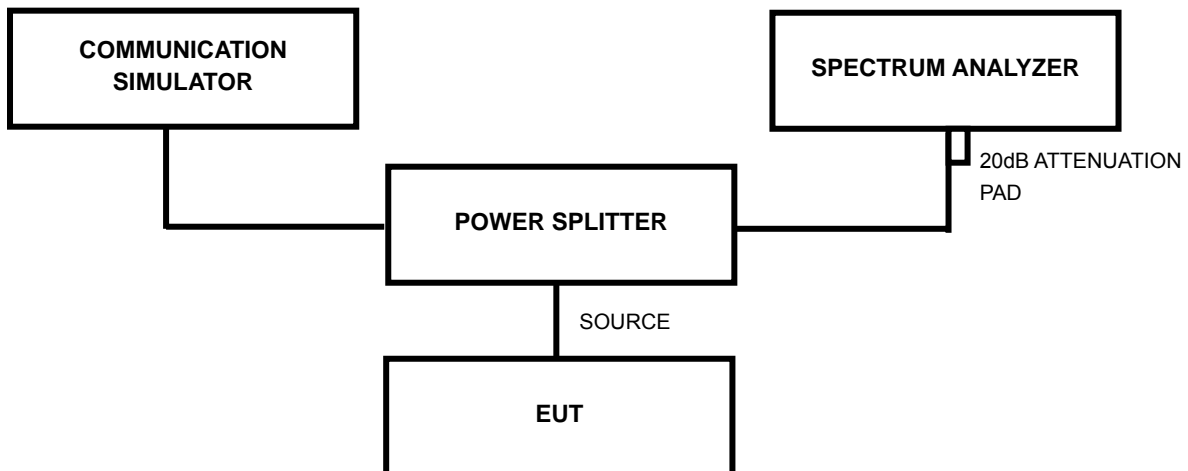 COMMUNICATION
SIMULATOR
SPECTRUM ANALYZER
20dB ATTENUATION
PAD
POWER SPLITTER
SOURCE
EUT